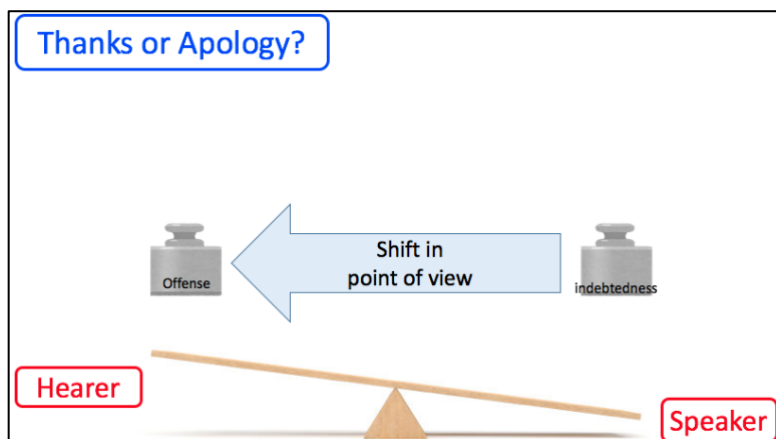 Thanks or Apology?
Shift in
point of view
Offense
indebtedness
Hearer
Speaker